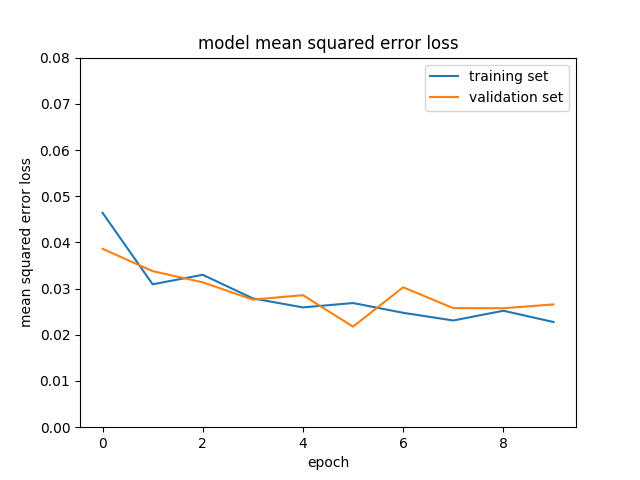 model mean squared error loss
0.08
0.07
0.06
0.05
0.04
0.03
0.02
0.01
0.00
mean squared error loss
training set
validation set
0
2
4
6
8
epoch